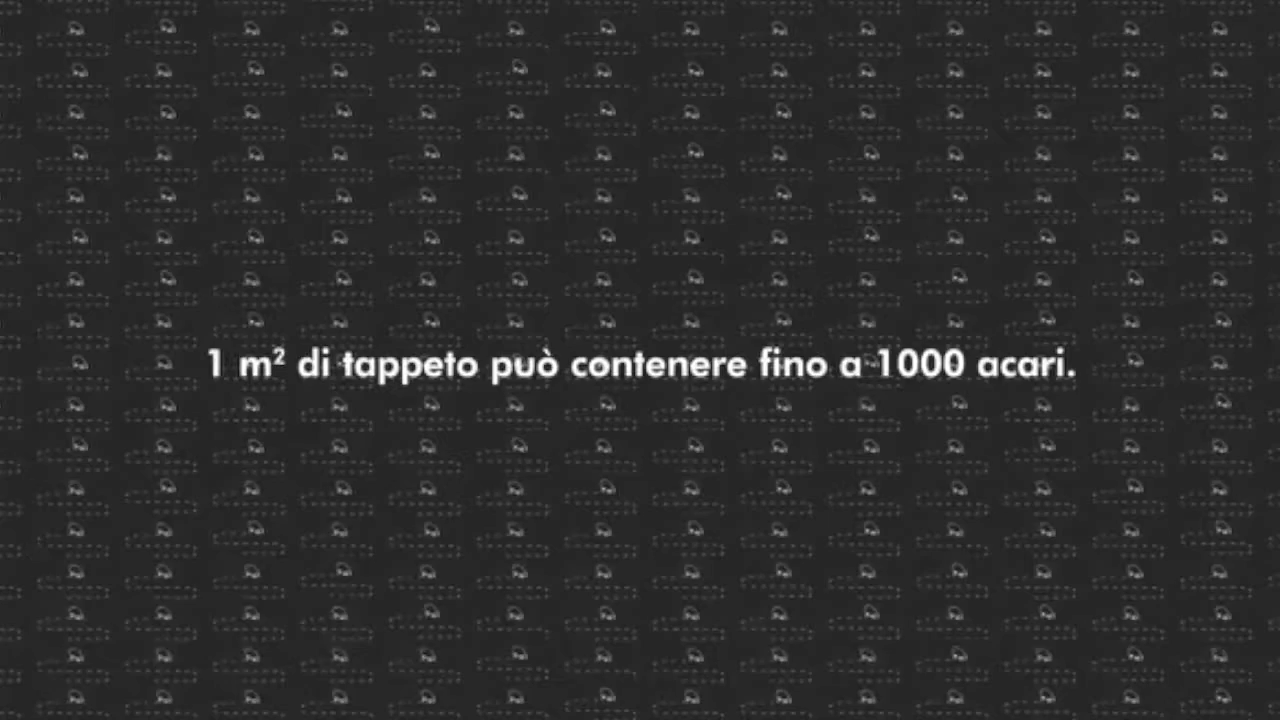 1 m² di tappeto può contenere fino a 1000 acari.